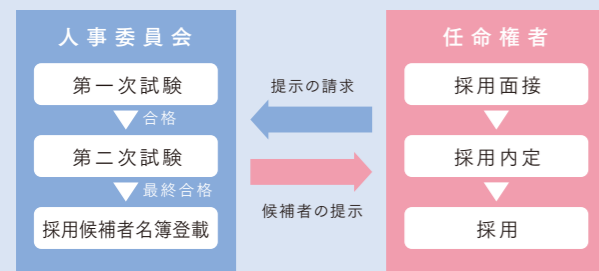 人事委員会
第一次試験
合格
第二次試験
最終合格
採用候補者名簿登載
提示の請求
候補者の提示
任命権者
採用面接
採用内定
採用